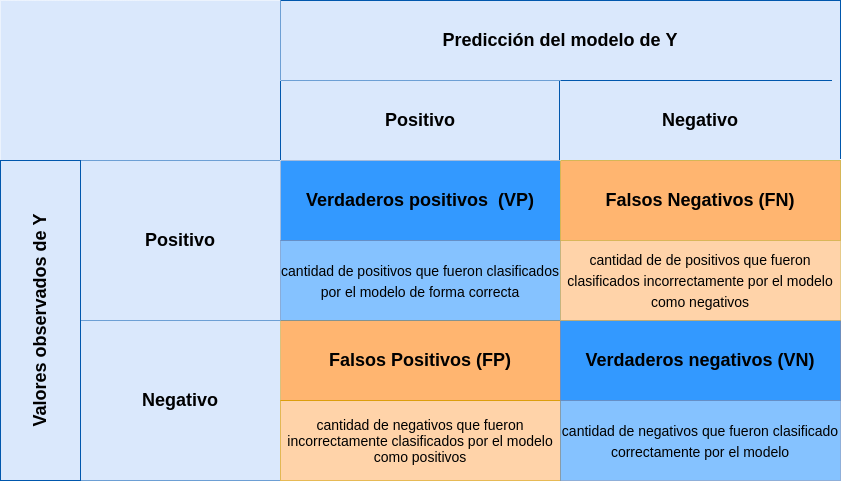 Predicción del modelo de Y
Positivo
Negativo
Valores observados de Y
Positivo
Verdaderos positivos  (VP)
Falsos Negativos (FN)
cantidad de positivos que fueron clasificados
por el modelo de forma correcta
cantidad de de positivos que fueron
clasificados incorrectamente por el modelo
como negativos
Negativo
Falsos Positivos (FP)
Verdaderos negativos (VN)
cantidad de negativos que fueron
incorrectamente clasificados por el modelo
como positivos
cantidad de negativos que fueron clasificado
correctamente por el modelo